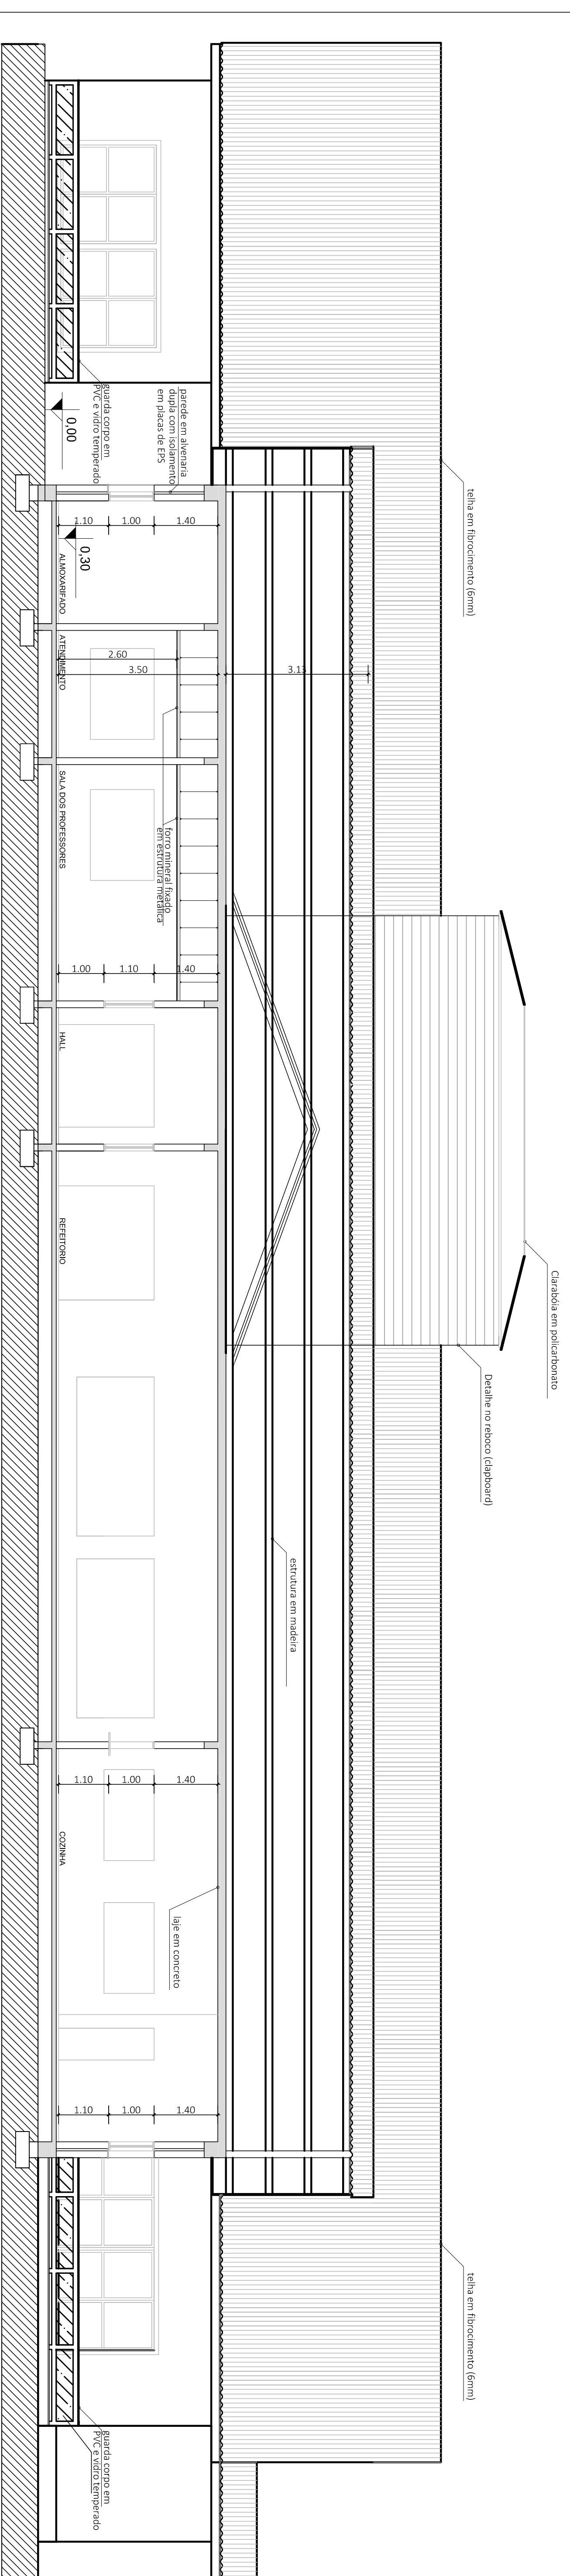 telha em fibrocimento (6mm)
Clarabóia em policarbonato
Detalhe no reboco (clapboard)
telha em fibrocimento (6mm)
estrutura em madeira
3.13
parede em alvenaria
dupla com isolamento
em placas de EPS
guarda corpo em
PVC e vidro temperado
0,00
1.40
1.00
1.10
0,30
ALMOXARIFADO
2.60
3.50
ATENDIMENTO
forro mineral fixado
em estrutura metálica
SALA DOS PROFESSORES
1.40
1.10
1.00
HALL
REFEITORIO
1.40
1.00
1.10
COZINHA
laje em concreto
1.40
1.00
1.10
guarda corpo em
PVC e vidro temperado